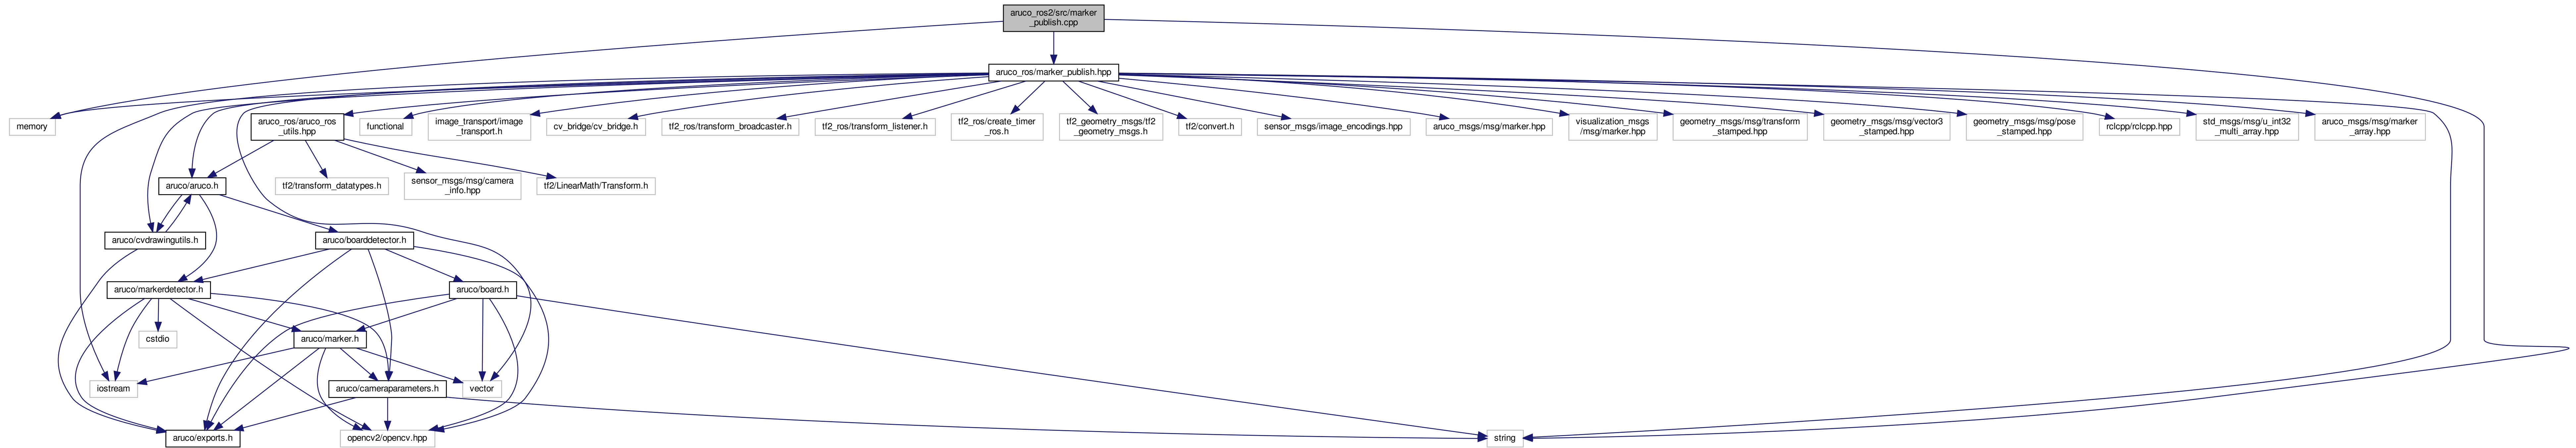 aruco_ros2/src/marker
_publish.cpp
aruco_ros/marker_publish.hpp
memory
aruco_ros/aruco_ros
_utils.hpp
functional
image_transport/image
_transport.h
cv_bridge/cv_bridge.h
tf2_ros/transform_broadcaster.h
tf2_ros/transform_listener.h
tf2_ros/create_timer
_ros.h
tf2_geometry_msgs/tf2
_geometry_msgs.h
tf2/convert.h
sensor_msgs/image_encodings.hpp
aruco_msgs/msg/marker.hpp
visualization_msgs
/msg/marker.hpp
geometry_msgs/msg/transform
_stamped.hpp
geometry_msgs/msg/vector3
_stamped.hpp
geometry_msgs/msg/pose
_stamped.hpp
rclcpp/rclcpp.hpp
std_msgs/msg/u_int32
_multi_array.hpp
aruco_msgs/msg/marker
_array.hpp
aruco/aruco.h
tf2/transform_datatypes.h
sensor_msgs/msg/camera
_info.hpp
tf2/LinearMath/Transform.h
aruco/cvdrawingutils.h
aruco/boarddetector.h
aruco/markerdetector.h
aruco/board.h
cstdio
aruco/marker.h
iostream
aruco/cameraparameters.h
vector
aruco/exports.h
opencv2/opencv.hpp
string